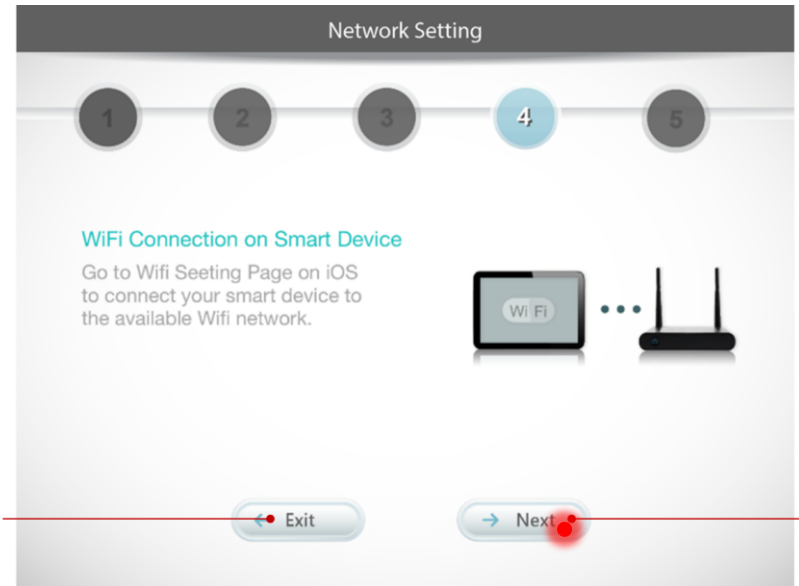 Network Setting
1 2 3 4 5
WiFi Connection on Smart Device
Go to Wifi Seeting Page on iOS
to connect your smart device to
the available Wifi network.
Wi Fi
Exit
Next